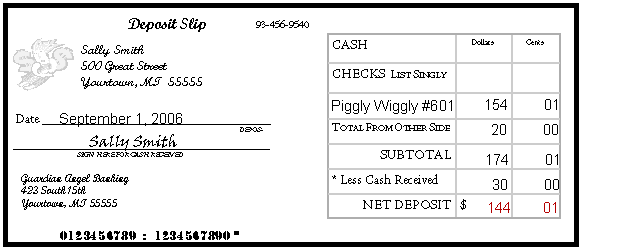 Deposit Slip 93-456-9540
Sally Smith
500 Great Street
Yourtown, MT 55555
Date September 1, 2006
DEPOS.
Sally Smith
SIGN HERE FOR CASH RECEIVED
Guardian Angel Banking
423 South 15th
Yourtown, MT 55555
0123456789 : 1234567890 "
CASH Dollars Cents
CHECKS LIST SINGLY
Piggly Wiggly #601 154 01
TOTAL FROM OTHER SIDE 20 00
SUBTOTAL 174 01
* Less Cash Received 30 00
NET DEPOSIT $ 144 01